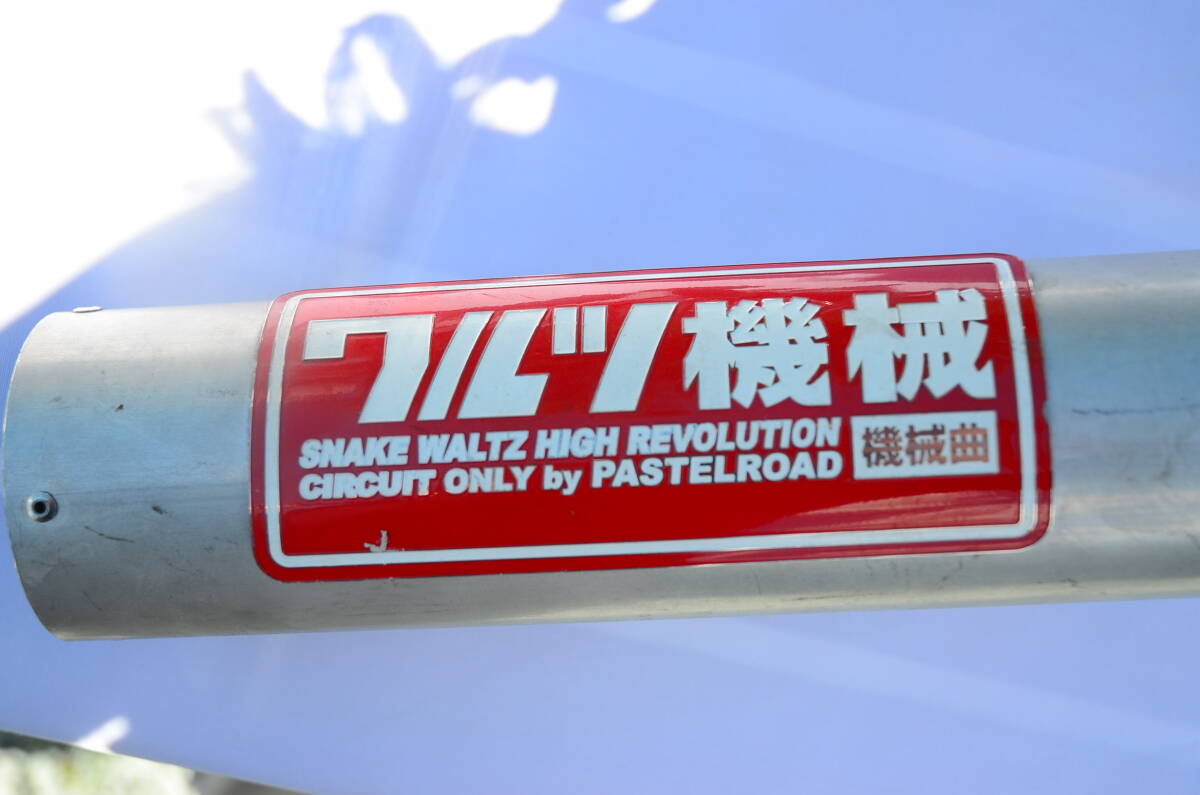 ワルツ機械
SNAKE WALTZ HIGH REVOLUTION
CIRCUIT ONLY by PASTELROAD
機械曲